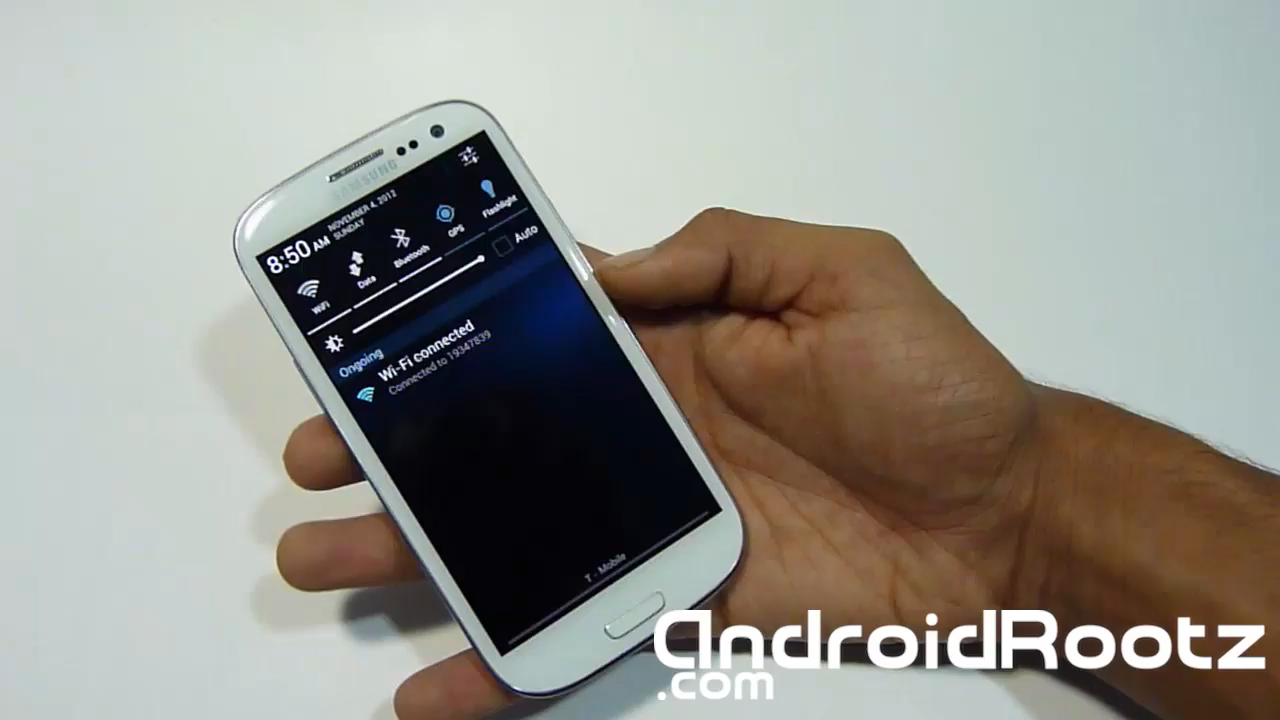 SAMSUNG
8:50 AM
NOVEMBER 4, 2012
SUNDAY
WiFi
Data
Bluetooth
GPS
Flashlight
Auto
Ongoing
Wi-Fi connected
Connected to 19347839
T - Mobile
AndroidRootz
.com